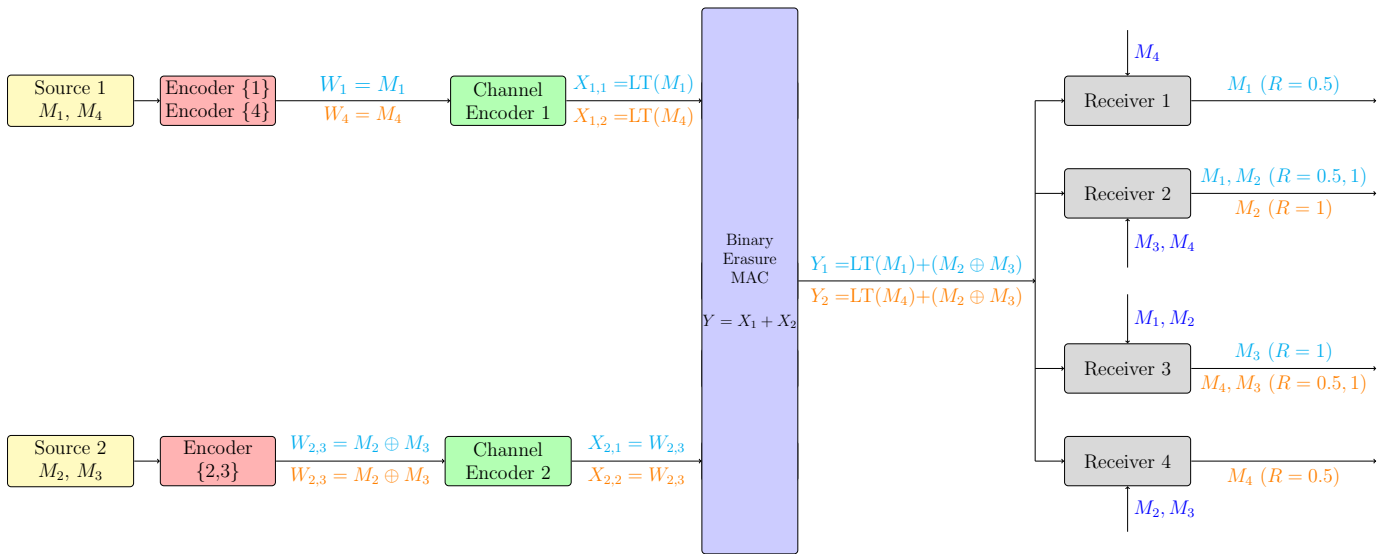 Source 1
M₁, M₄
Encoder {1}
Encoder {4}
W₁ = M₁
W₄ = M₄
Channel
Encoder 1
X₁,₁ =LT(M₁)
X₁,₂ =LT(M₄)
Source 2
M₂, M₃
Encoder
{2,3}
W₂,₃ = M₂ ⊕ M₃
W₂,₃ = M₂ ⊕ M₃
Channel
Encoder 2
X₂,₁ = W₂,₃
X₂,₂ = W₂,₃
Binary
Erasure
MAC
Y = X₁ + X₂
Y₁ =LT(M₁)+(M₂ ⊕ M₃)
Y₂ =LT(M₄)+(M₂ ⊕ M₃)
M₄
Receiver 1
M₁ (R = 0.5)
Receiver 2
M₁, M₂ (R = 0.5, 1)
M₂ (R = 1)
M₃, M₄
M₁, M₂
Receiver 3
M₃ (R = 1)
M₄, M₃ (R = 0.5, 1)
Receiver 4
M₄ (R = 0.5)
M₂, M₃